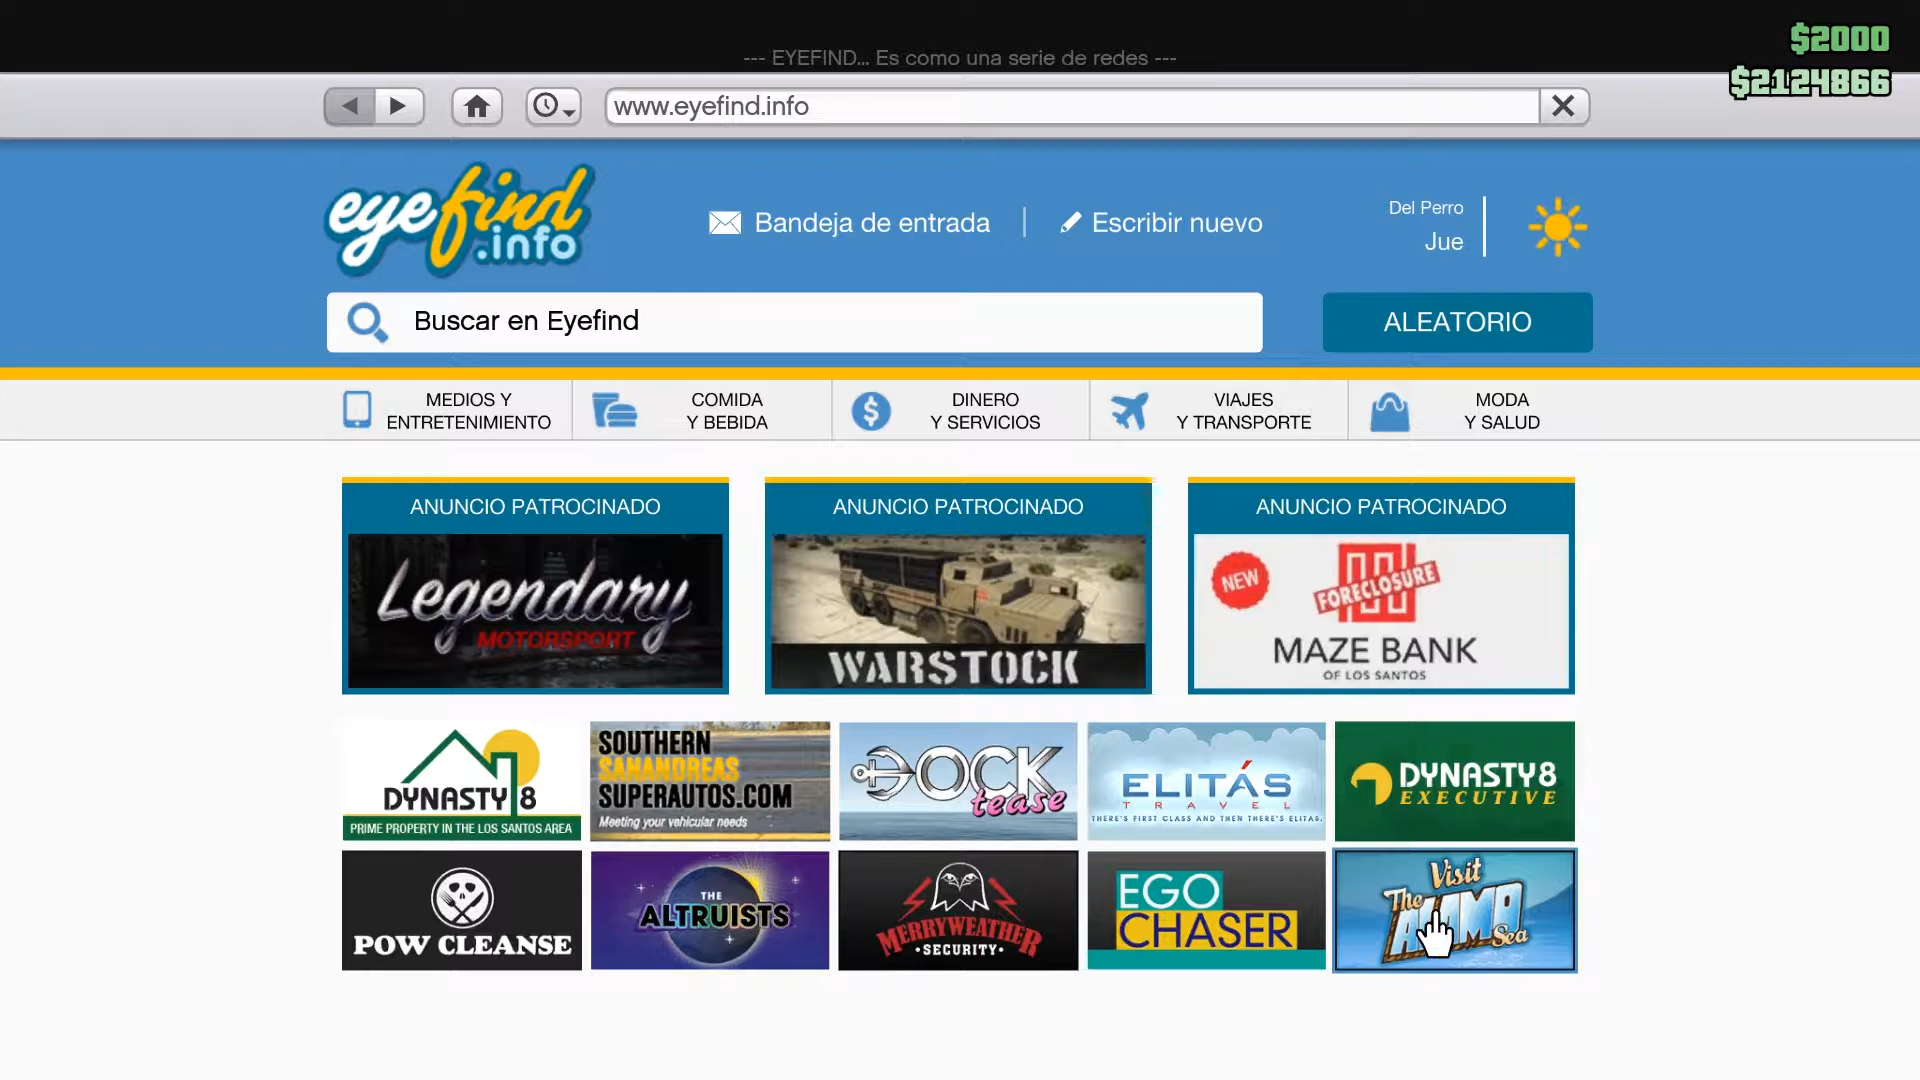 $2000
--- EYEFIND... Es como una serie de redes ---
$2124866
www.eyefind.info
eyefind
.info
Bandeja de entrada
Escribir nuevo
Del Perro
Jue
Buscar en Eyefind
ALEATORIO
MEDIOS Y
ENTRETENIMIENTO
COMIDA
Y BEBIDA
DINERO
Y SERVICIOS
VIAJES
Y TRANSPORTE
MODA
Y SALUD
ANUNCIO PATROCINADO
Legendary
MOTORSPORT
ANUNCIO PATROCINADO
WARSTOCK
ANUNCIO PATROCINADO
NEW
FORECLOSURE
MAZE BANK
OF LOS SANTOS
DYNASTY 8
PRIME PROPERTY IN THE LOS SANTOS AREA
SOUTHERN
SANANDREAS
SUPERAUTOS.COM
Meeting your vehicular needs
DOCK
tease
ELITÁS
TRAVEL
THERE'S FIRST CLASS AND THEN THERE'S ELITAS.
DYNASTY 8
EXECUTIVE
POW CLEANSE
THE
ALTRUISTS
MERRYWEATHER
•SECURITY•
EGO
CHASER
Visit
The
ALAMO
Sea